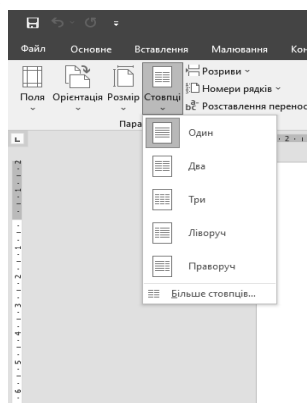 Файл Основне Вставлення Малювання Кон
Поля Орієнтація Розмір Стовпці
Розриви
Номери рядків
Розставлення перенос
Пара
Один
Два
Три
Ліворуч
Праворуч
Більше стовпців...